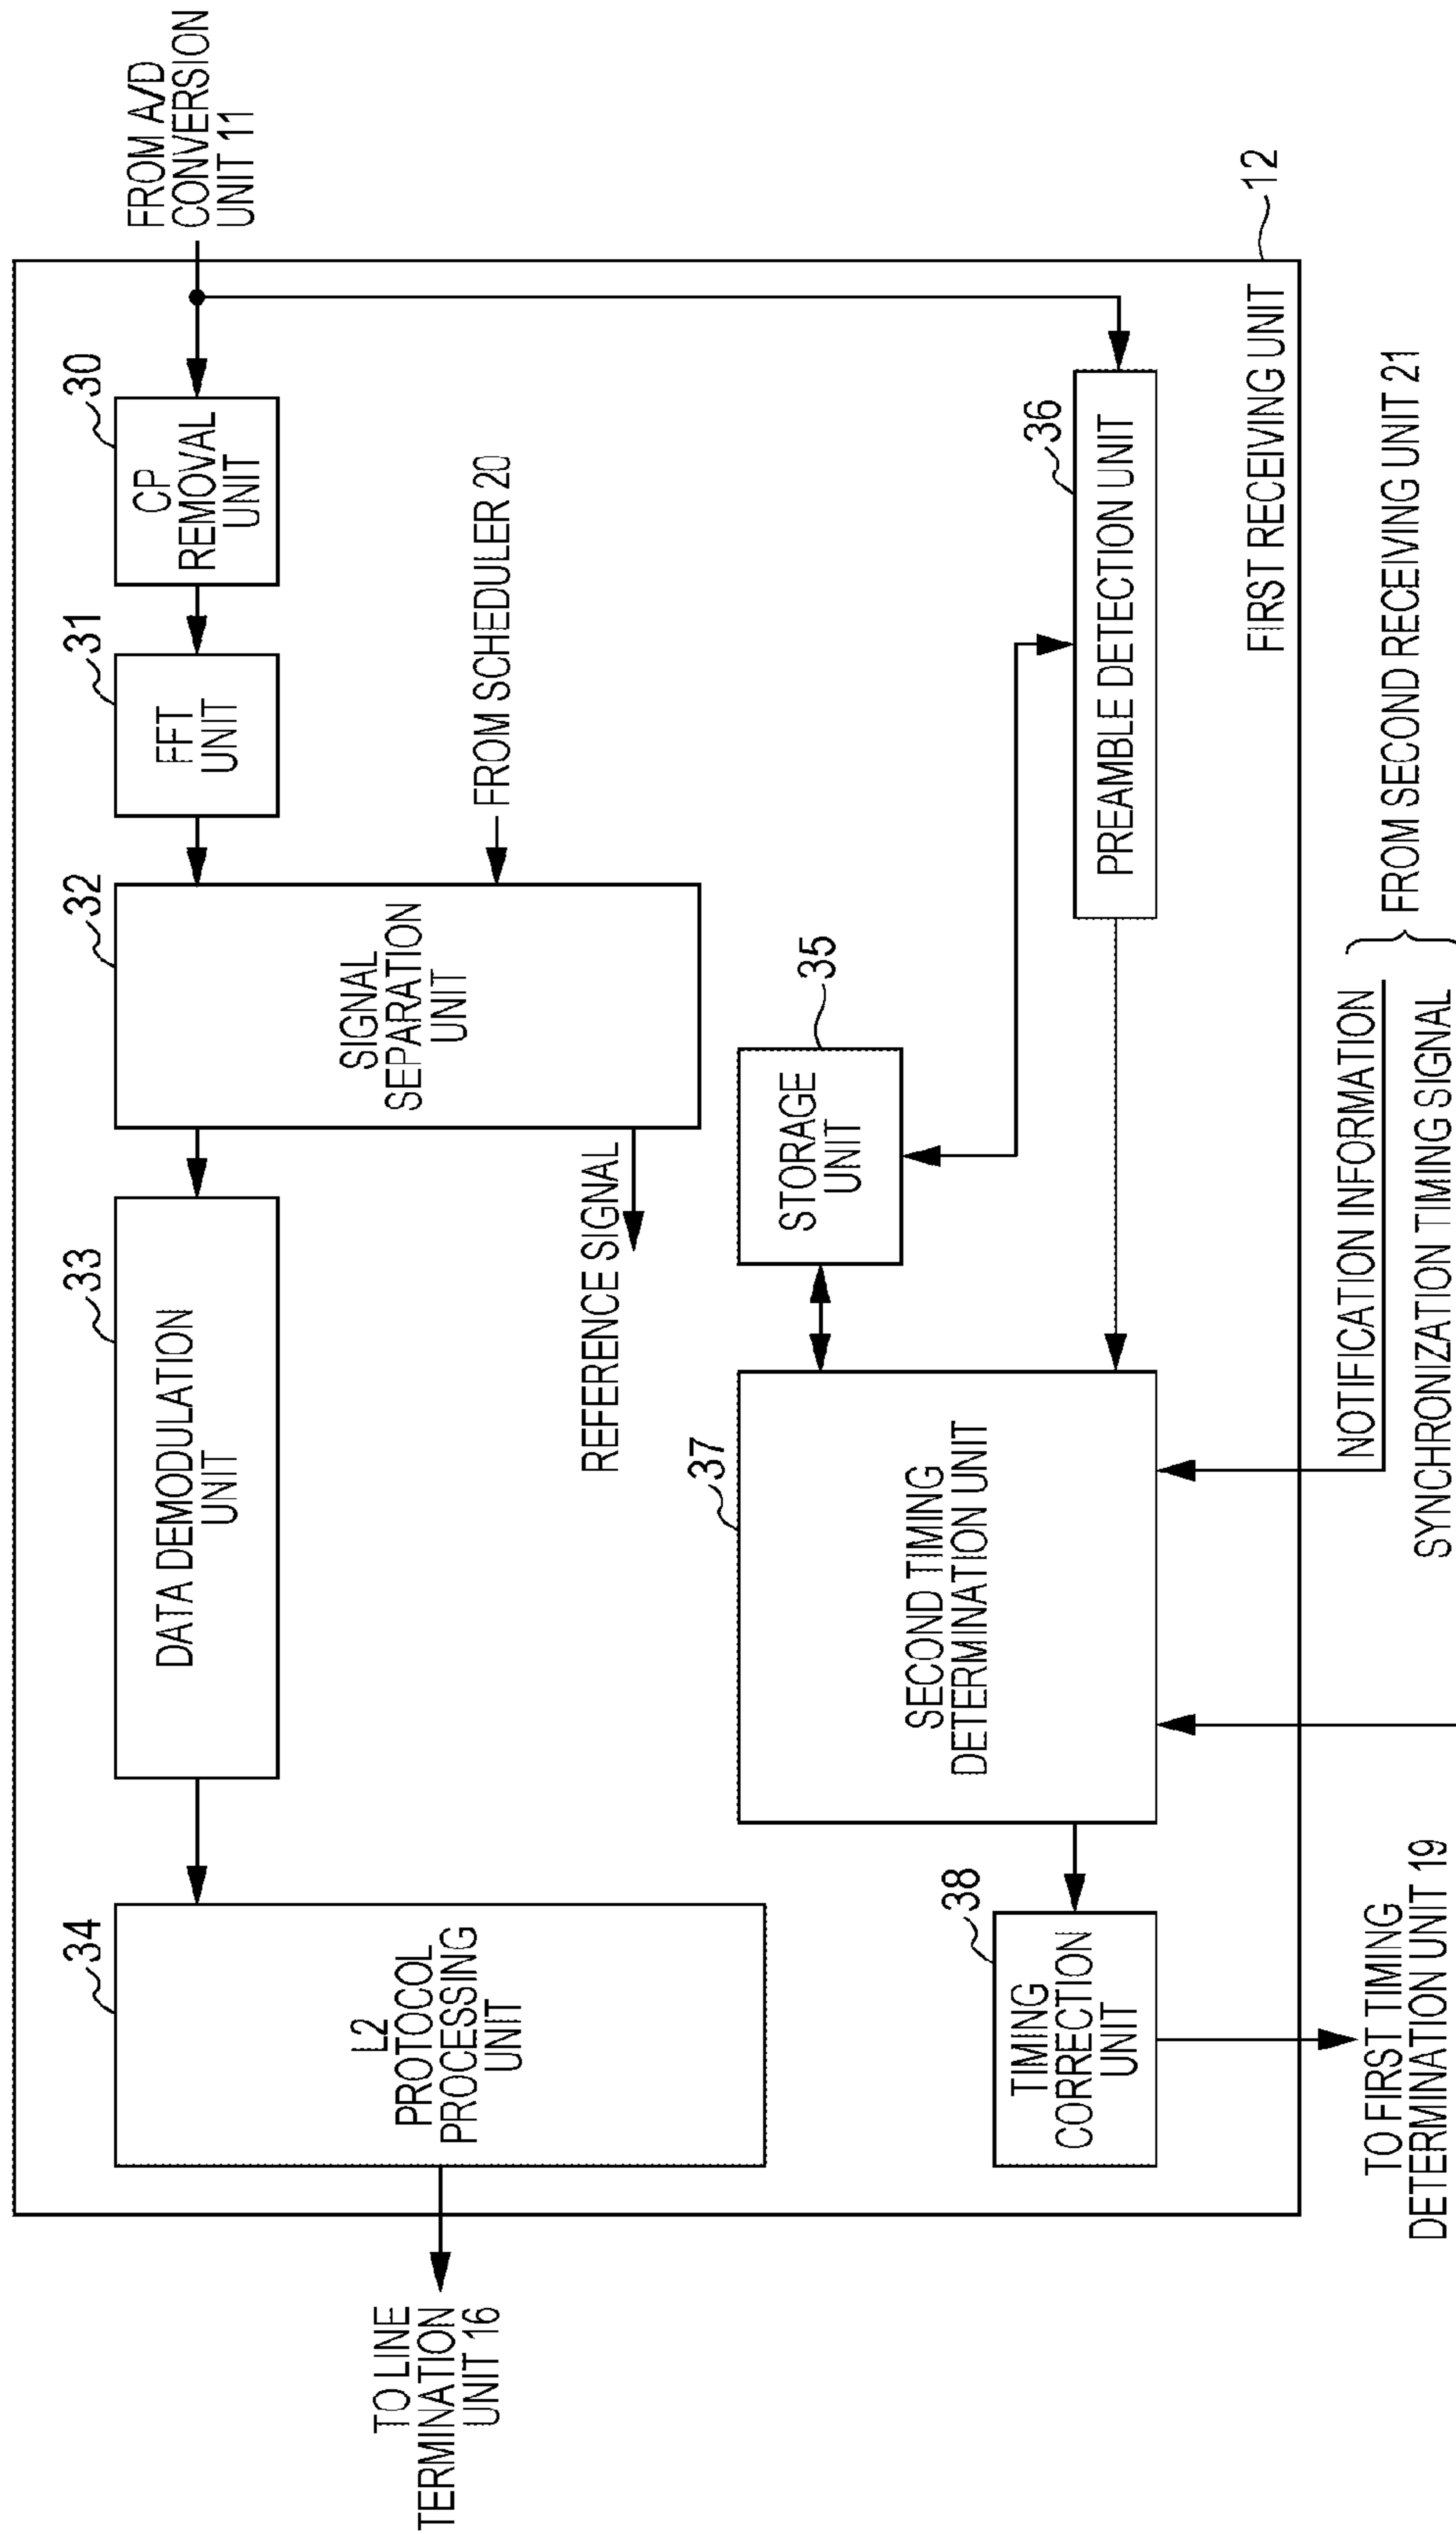 FROM A/D
CONVERSION
UNIT 11
30
CP
REMOVAL
UNIT
31
FFT
UNIT
32
SIGNAL
SEPARATION
UNIT
FROM SCHEDULER 20
REFERENCE SIGNAL
33
DATA DEMODULATION
UNIT
34
L2
PROTOCOL
PROCESSING
UNIT
TO LINE
TERMINATION
UNIT 16
35
STORAGE
UNIT
36
PREAMBLE DETECTION UNIT
37
SECOND TIMING
DETERMINATION UNIT
38
TIMING
CORRECTION
UNIT
FIRST RECEIVING UNIT
12
NOTIFICATION INFORMATION
SYNCHRONIZATION TIMING SIGNAL
FROM SECOND RECEIVING UNIT 21
TO FIRST TIMING
DETERMINATION UNIT 19